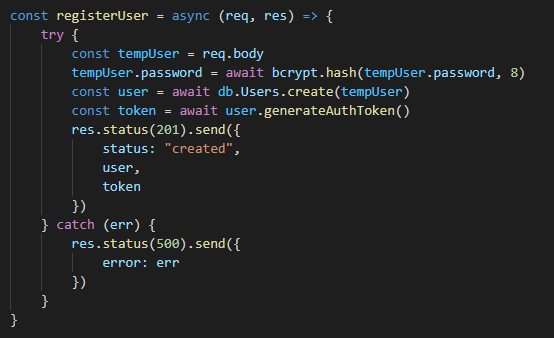 const registerUser = async (req, res) => {
    try {
        const tempUser = req.body
        tempUser.password = await bcrypt.hash(tempUser.password, 8)
        const user = await db.Users.create(tempUser)
        const token = await user.generateAuthToken()
        res.status(201).send({
            status: "created",
            user,
            token
        })
    } catch (err) {
        res.status(500).send({
            error: err
        })
    }
}